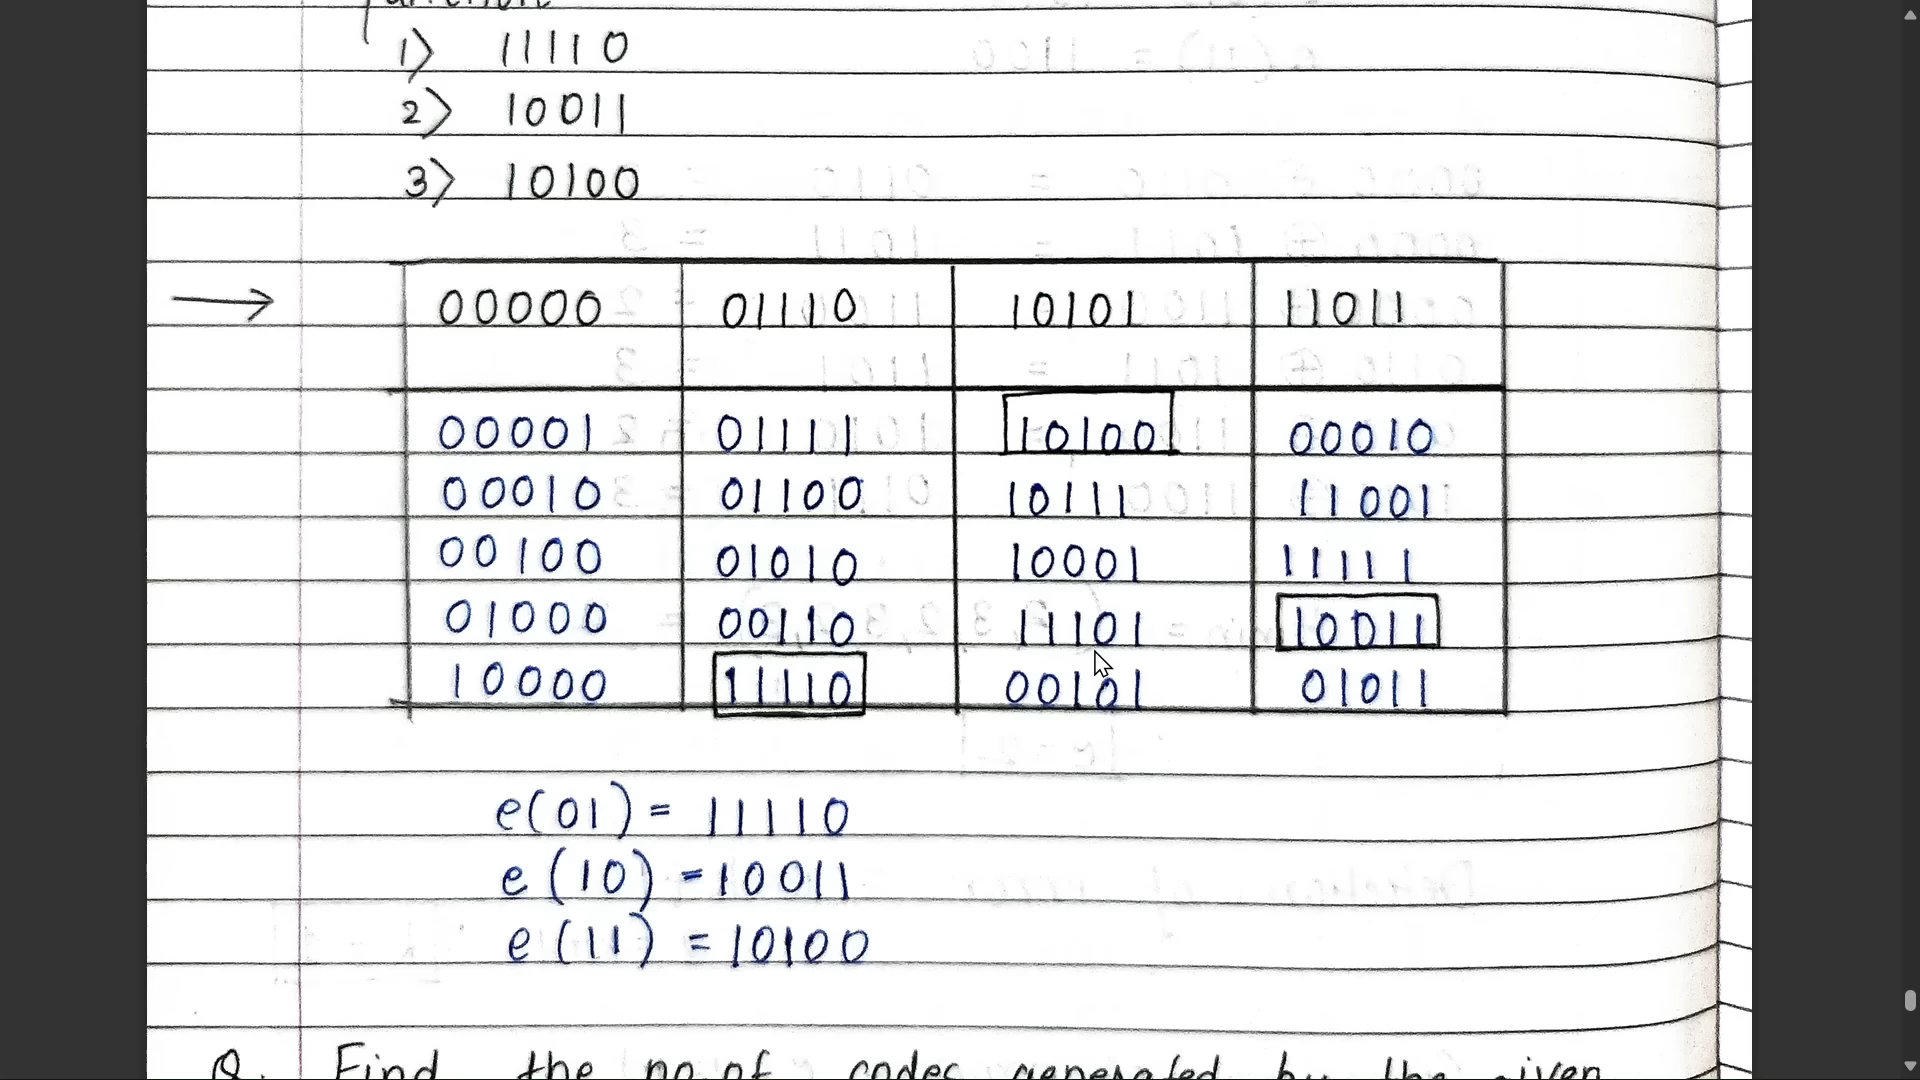 1> 11110
2> 10011
3> 10100
→ 00000 01110 10101 11011
00001 01111 10100 00010
00010 01100 10111 11001
00100 01010 10001 11111
01000 00110 11101 10011
10000 11110 00101 01011
e(01) = 11110
e (10) = 10011
e (11) = 10100
Q. Find the no. of codes generated by the given